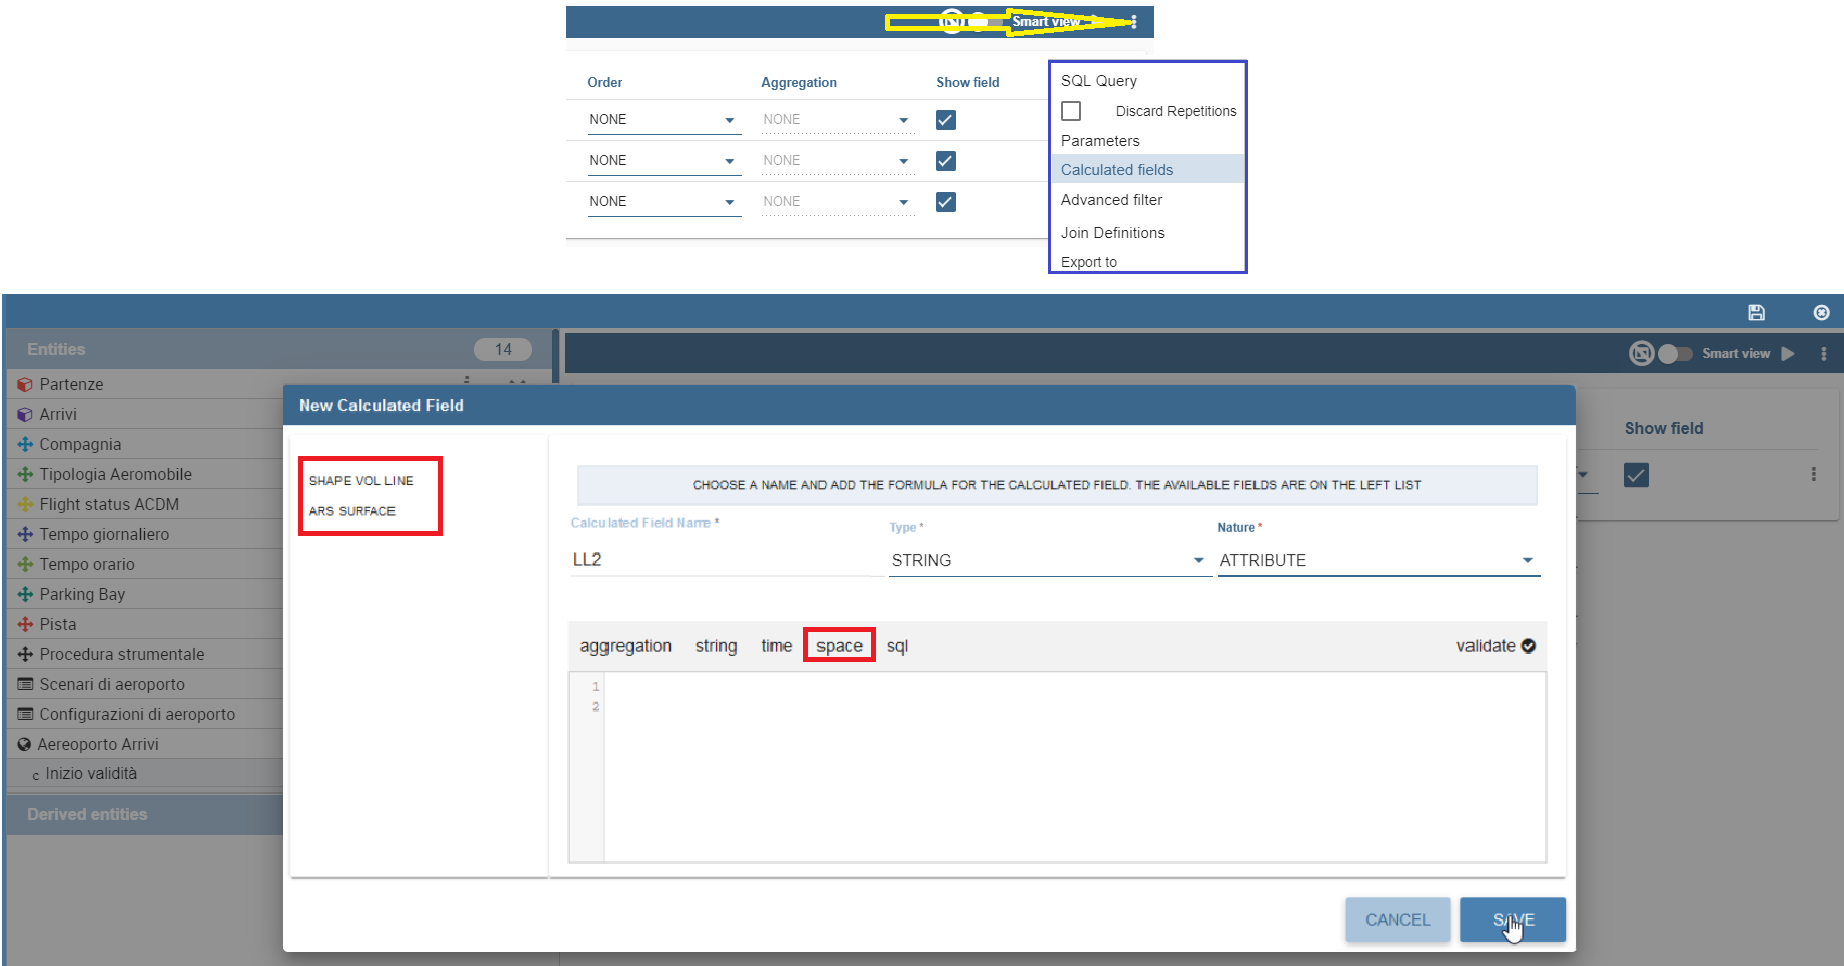 Smart view
Order Aggregation Show field
NONE NONE
NONE NONE
NONE NONE
SQL Query
Discard Repetitions
Parameters
Calculated fields
Advanced filter
Join Definitions
Export to
Entities 14
Smart view
Partenze
Arrivi
Compagnia
Tipologia Aeromobile
Flight status ACDM
Tempo giornaliero
Tempo orario
Parking Bay
Pista
Procedura strumentale
Scenari di aeroporto
Configurazioni di aeroporto
Aereoporto Arrivi
c Inizio validità
Derived entities
Show field
New Calculated Field
SHAPE VOL LINE
ARS SURFACE
CHOOSE A NAME AND ADD THE FORMULA FOR THE CALCULATED FIELD. THE AVAILABLE FIELDS ARE ON THE LEFT LIST
Calculated Field Name * Type * Nature *
LL2 STRING ATTRIBUTE
aggregation string time space sql validate
1
2
CANCEL SAVE